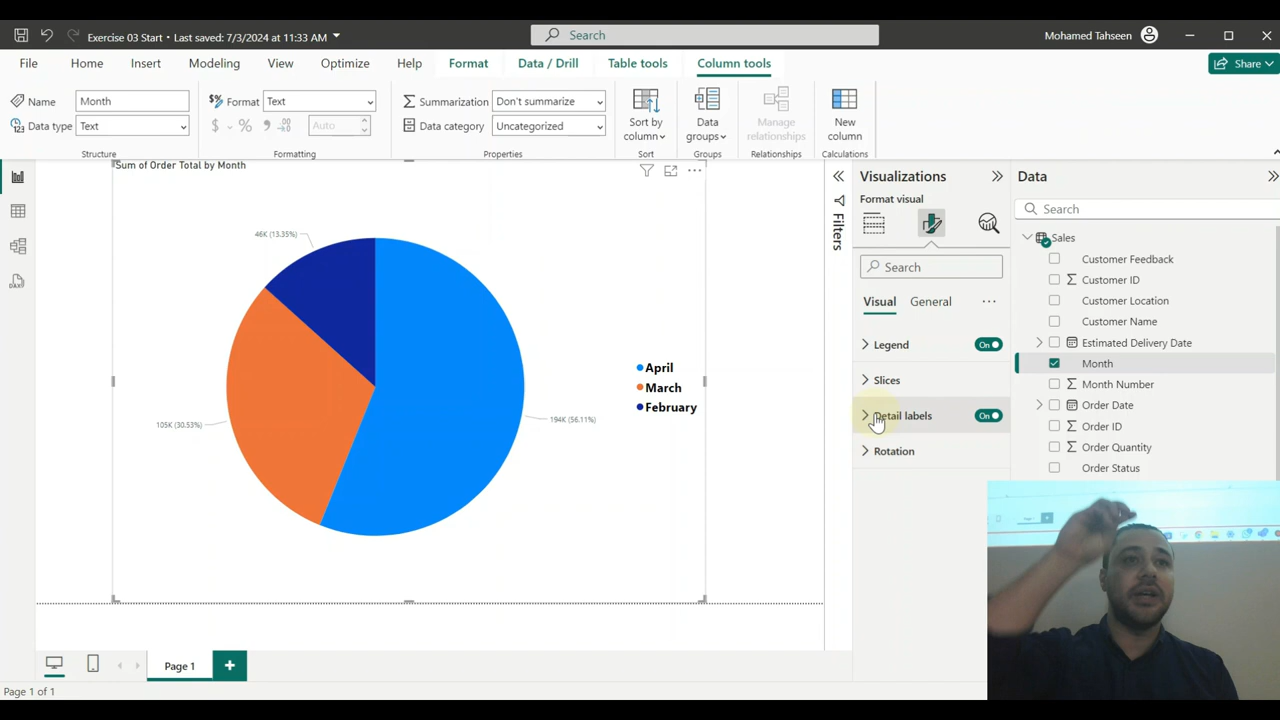 Exercise 03 Start • Last saved: 7/3/2024 at 11:33 AM
Search
Mohamed Tahseen
File
Home
Insert
Modeling
View
Optimize
Help
Format
Data / Drill
Table tools
Column tools
Share
Name
Month
Data type
Text
Structure
Format
Text
$
%
Auto
Formatting
Summarization
Don't summarize
Data category
Uncategorized
Properties
Sort by
column
Sort
Data
groups
Groups
Manage
relationships
Relationships
New
column
Calculations
Sum of Order Total by Month
46K (13.35%)
105K (30.53%)
194K (56.11%)
April
March
February
Filters
Visualizations
Format visual
Search
Visual
General
Legend
On
Slices
Detail labels
On
Rotation
Data
Search
Sales
Customer Feedback
Customer ID
Customer Location
Customer Name
Estimated Delivery Date
Month
Month Number
Order Date
Order ID
Order Quantity
Order Status
Page 1
Page 1 of 1